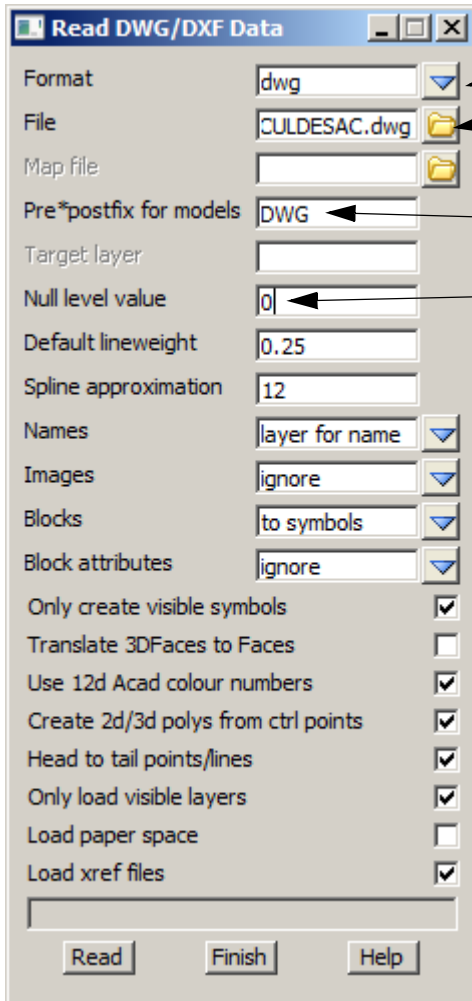 Read DWG/DXF Data
Format dwg
File CULDESAC.dwg
Map file
Pre*postfix for models DWG
Target layer
Null level value 0
Default lineweight 0.25
Spline approximation 12
Names layer for name
Images ignore
Blocks to symbols
Block attributes ignore
Only create visible symbols
Translate 3DFaces to Faces
Use 12d Acad colour numbers
Create 2d/3d polys from ctrl points
Head to tail points/lines
Only load visible layers
Load paper space
Load xref files
Read Finish Help